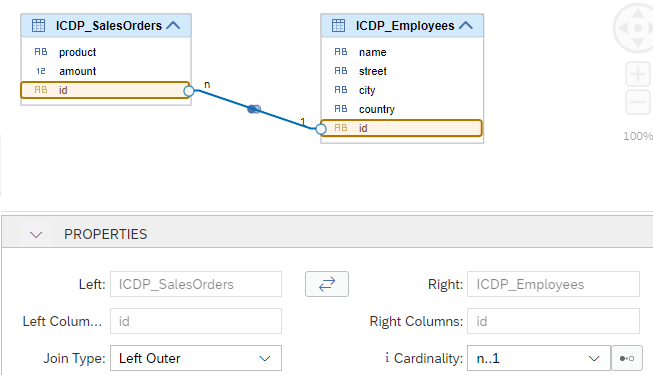 ICDP_SalesOrders
AB product
12 amount
AB id
n
1
ICDP_Employees
AB name
AB street
AB city
AB country
AB id
100%
PROPERTIES
Left: ICDP_SalesOrders
Right: ICDP_Employees
Left Colum... id
Right Columns: id
Join Type: Left Outer
i Cardinality: n..1